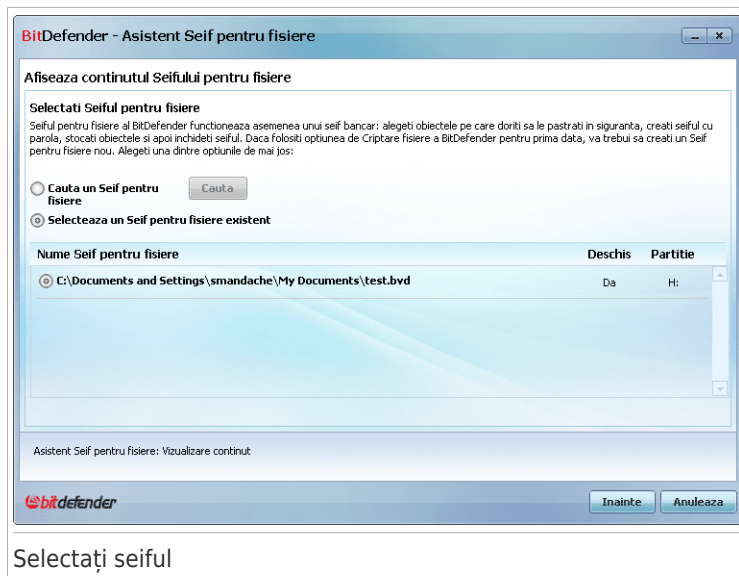 BitDefender - Asistent Seif pentru fisiere
Afiseaza continutul Seifului pentru fisiere
Selectati Seiful pentru fisiere
Seiful pentru fisiere al BitDefender functioneaza asemenea unui seif bancar: alegeti obiectele pe care doriti sa le pastrati in siguranta, creati seiful cu
parola, stocati obiectele si apoi inchideti seiful. Daca folositi optiunea de Criptare fisiere a BitDefender pentru prima data, va trebui sa creati un Seif
pentru fisiere nou. Alegeti una dintre optiunile de mai jos:
Cauta un Seif pentru
fisiere
Cauta
Selecteaza un Seif pentru fisiere existent
Nume Seif pentru fisiere Deschis Partitie
C:\Documents and Settings\smandache\My Documents\test.bvd Da H:
Asistent Seif pentru fisiere: Vizualizare continut
bitdefender
Inainte Anuleaza
Selectați seiful